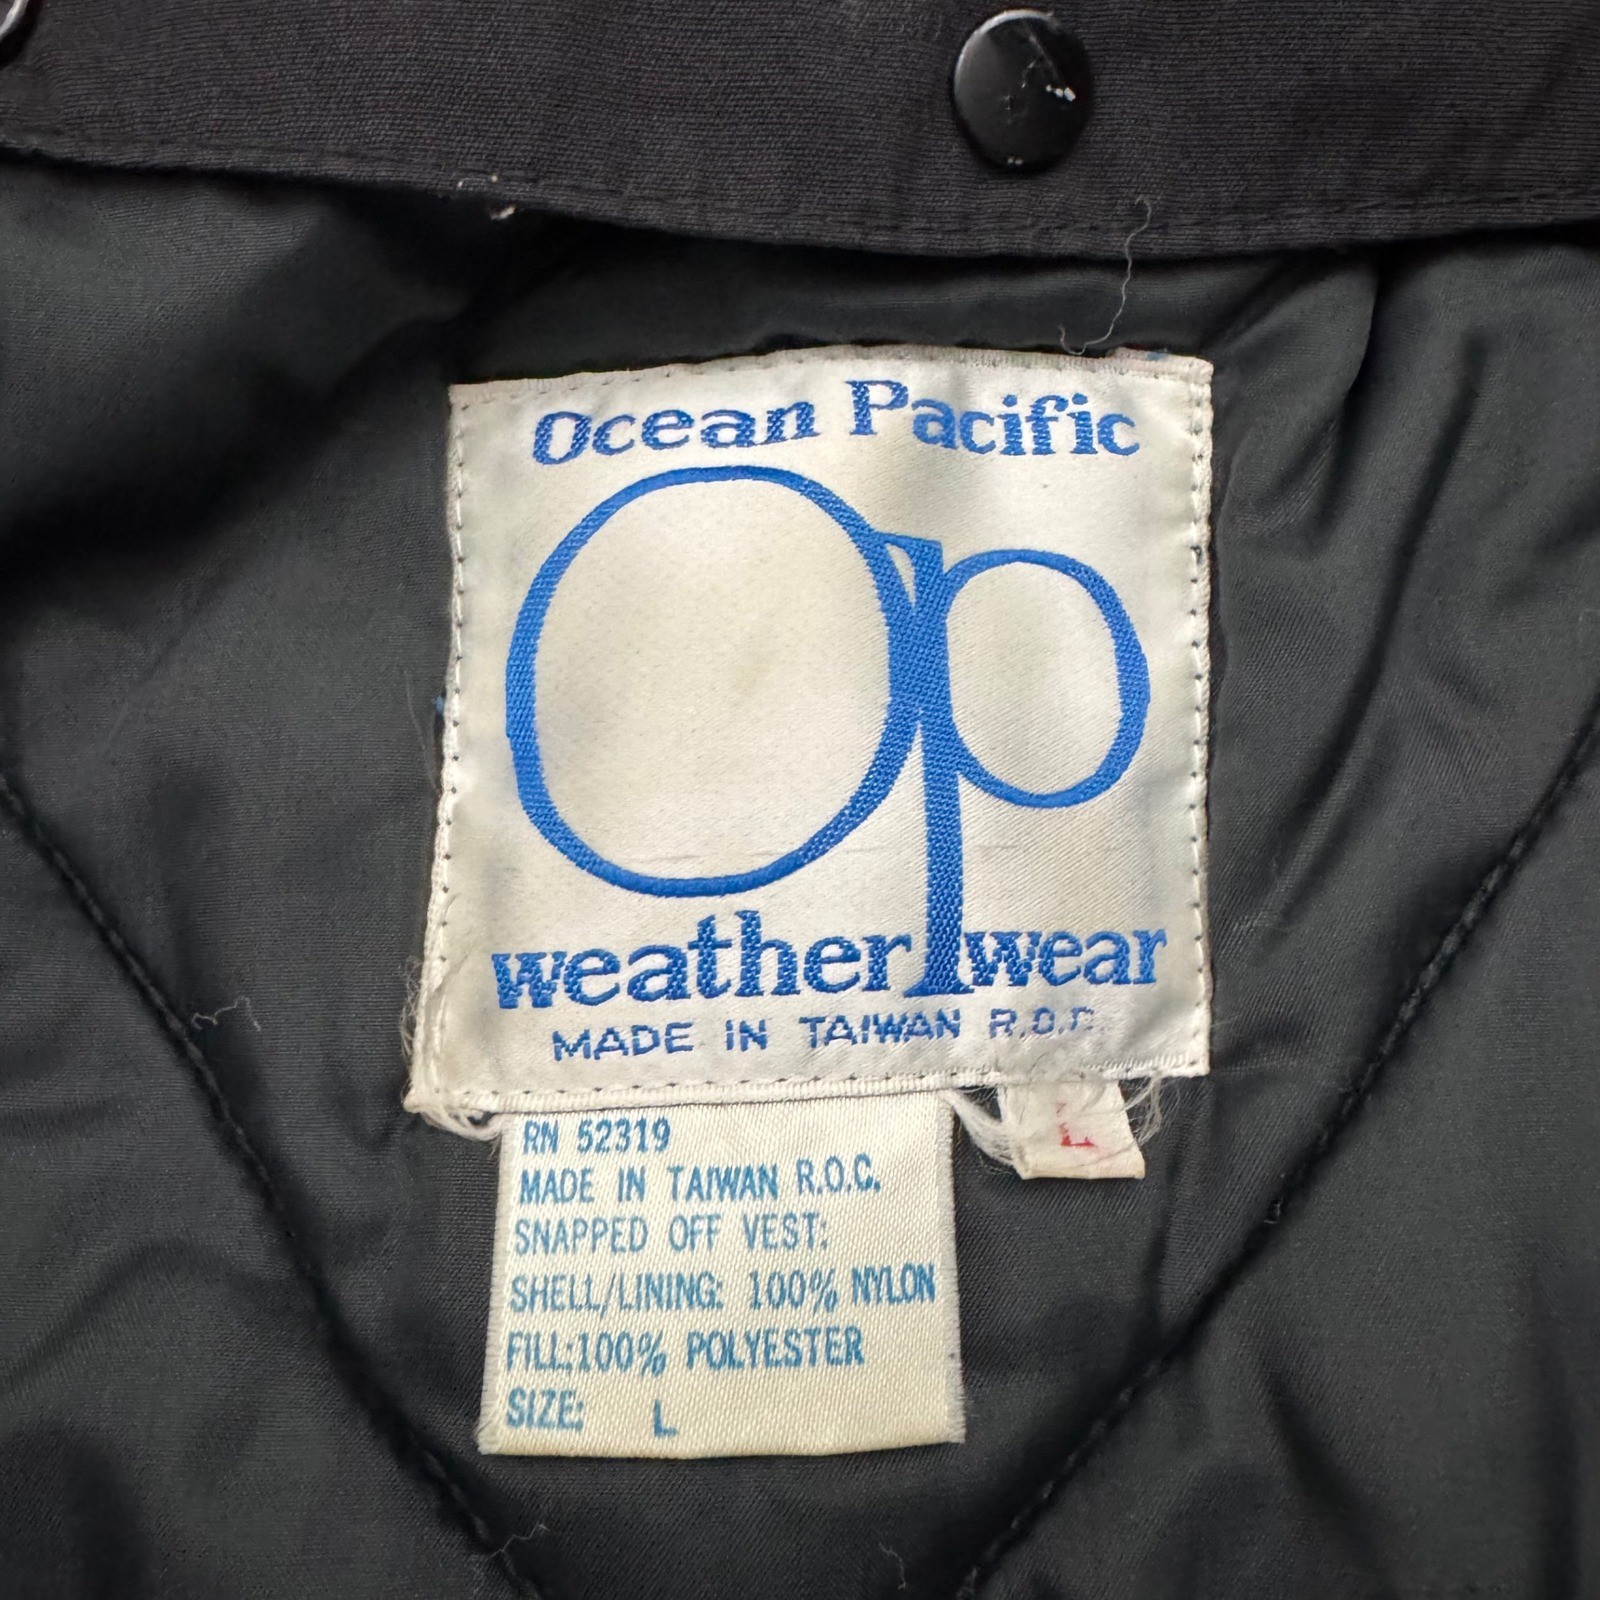 Ocean Pacific
Op
weather wear
MADE IN TAIWAN R.O.C.
L
RN 52319
MADE IN TAIWAN R.O.C.
SNAPPED OFF VEST:
SHELL/LINING: 100% NYLON
FILL:100% POLYESTER
SIZE: L